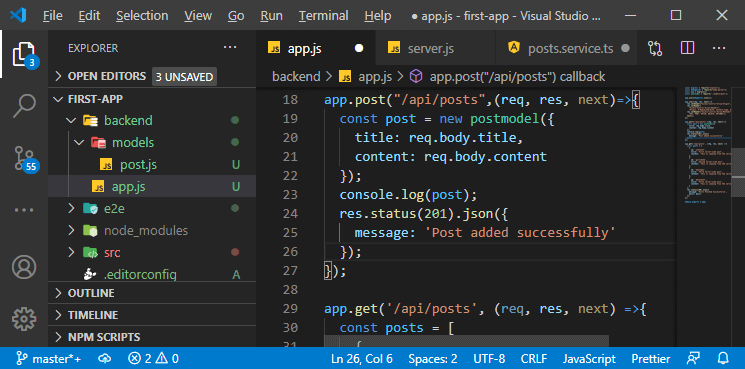 File Edit Selection View Go Run Terminal Help ● app.js - first-app - Visual Studio ...
EXPLORER ...
OPEN EDITORS 3 UNSAVED
FIRST-APP
backend
models
JS post.js U
JS app.js U
e2e
node_modules
src
.editorconfig A
OUTLINE
TIMELINE
NPM SCRIPTS
3
55
JS app.js ● JS server.js posts.service.ts ...
backend > JS app.js > app.post("/api/posts") callback
18 app.post("/api/posts",(req, res, next)=>{
19 const post = new postmodel({
20 title: req.body.title,
21 content: req.body.content
22 });
23 console.log(post);
24 res.status(201).json({
25 message: 'Post added successfully'
26 });
27 });
28
29 app.get('/api/posts', (req, res, next) =>{
30 const posts = [
31 {
master*+ 2 0 Ln 26, Col 6 Spaces: 2 UTF-8 CRLF JavaScript Prettier